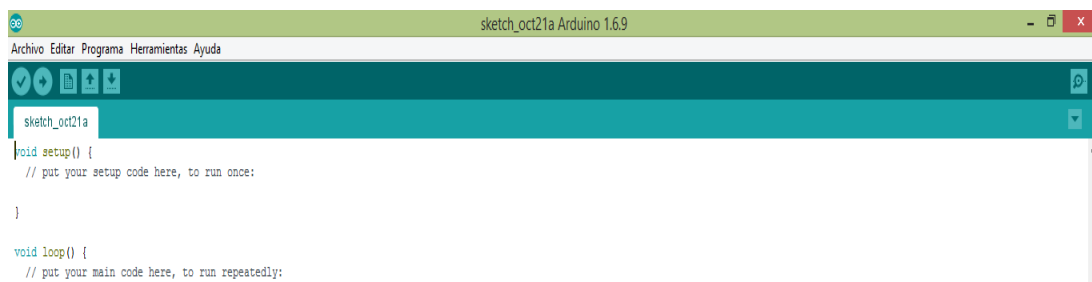 sketch_oct21a Arduino 1.6.9
Archivo Editar Programa Herramientas Ayuda
sketch_oct21a
void setup() {
  // put your setup code here, to run once:
}
void loop() {
  // put your main code here, to run repeatedly: